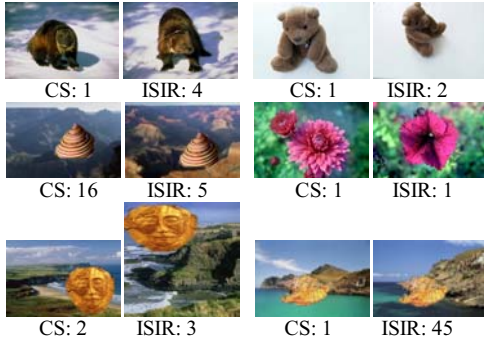 CS: 1 ISIR: 4 CS: 1 ISIR: 2
CS: 16 ISIR: 5 CS: 1 ISIR: 1
CS: 2 ISIR: 3 CS: 1 ISIR: 45